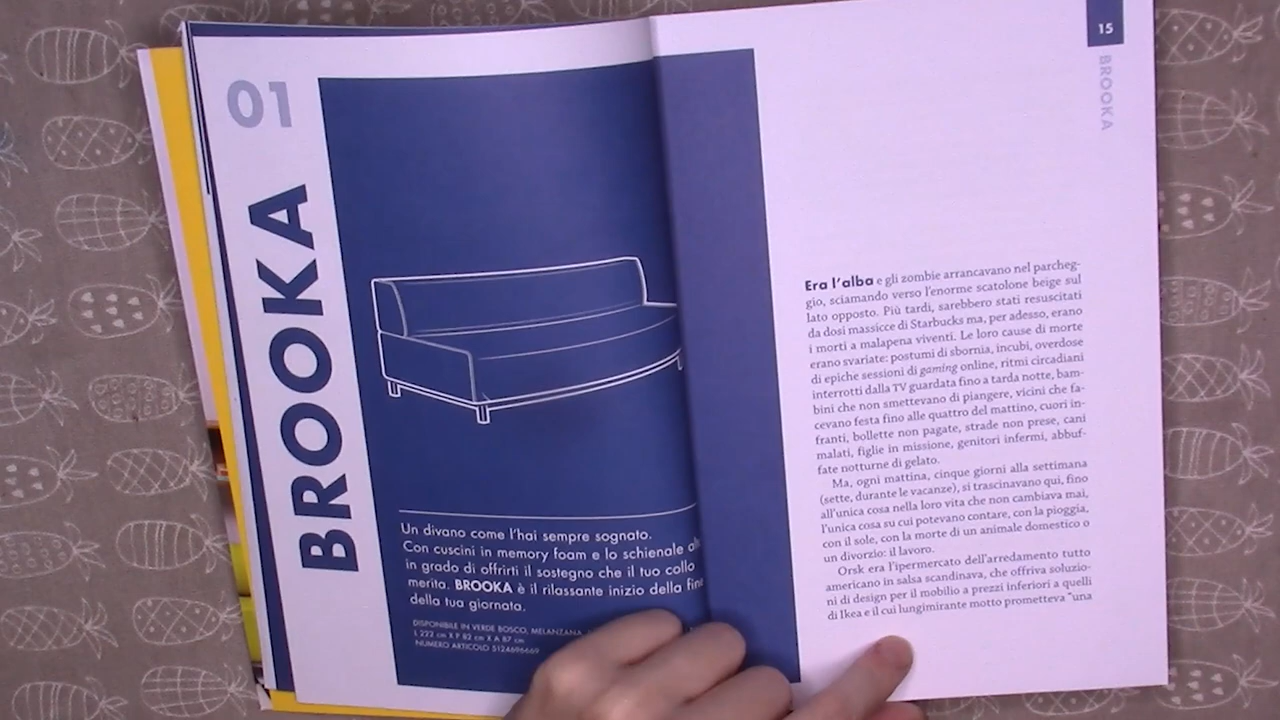 01
BROOKA
Un divano come l'hai sempre sognato.
Con cuscini in memory foam e lo schienale
in grado di offrirti il sostegno che il tuo collo
merita. BROOKA è il rilassante inizio della fine
della tua giornata.
DISPONIBILE IN VERDE BOSCO, MELANZANA,
L 222 cm X P 82 cm X A 87 cm
NUMERO ARTICOLO 5124696669
15
BROOKA
Era l'alba e gli zombie arrancavano nel parcheg-
gio, sciamando verso l'enorme scatolone beige sul
lato opposto. Più tardi, sarebbero stati resuscitati
da dosi massicce di Starbucks ma, per adesso, erano
i morti a malapena viventi. Le loro cause di morte
erano svariate: postumi di sbornia, incubi, overdose
di epiche sessioni di gaming online, ritmi circadiani
interrotti dalla TV guardata fino a tarda notte, bam-
bini che non smettevano di piangere, vicini che fa-
cevano festa fino alle quattro del mattino, cuori in-
franti, bollette non pagate, strade non prese, cani
malati, figlie in missione, genitori infermi, abbuf-
fate notturne di gelato.
Ma, ogni mattina, cinque giorni alla settimana
(sette, durante le vacanze), si trascinavano qui, fino
all'unica cosa nella loro vita che non cambiava mai,
l'unica cosa su cui potevano contare, con la pioggia,
con il sole, con la morte di un animale domestico o
un divorzio: il lavoro.
Orsk era l'ipermercato dell'arredamento tutto
americano in salsa scandinava, che offriva soluzio-
ni di design per il mobilio a prezzi inferiori a quelli
di Ikea e il cui lungimirante motto prometteva "una